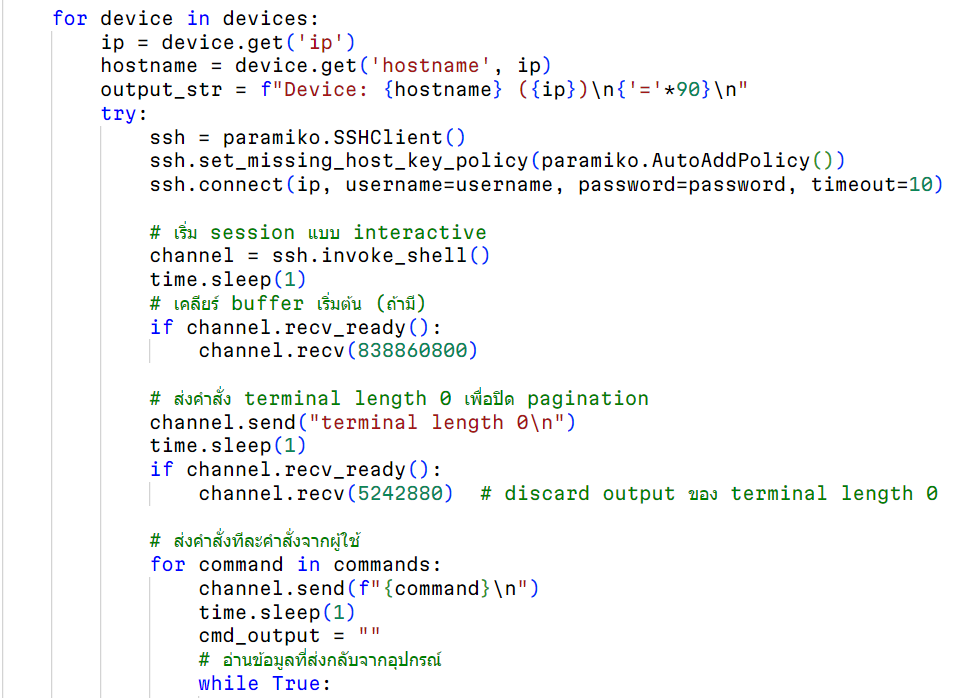 for device in devices:
    ip = device.get('ip')
    hostname = device.get('hostname', ip)
    output_str = f"Device: {hostname} ({ip})\n{'='*90}\n"
    try:
        ssh = paramiko.SSHClient()
        ssh.set_missing_host_key_policy(paramiko.AutoAddPolicy())
        ssh.connect(ip, username=username, password=password, timeout=10)

        # เริ่ม session แบบ interactive
        channel = ssh.invoke_shell()
        time.sleep(1)
        # เคลียร์ buffer เริ่มต้น (ถ้ามี)
        if channel.recv_ready():
            channel.recv(838860800)

        # ส่งคำสั่ง terminal length 0 เพื่อปิด pagination
        channel.send("terminal length 0\n")
        time.sleep(1)
        if channel.recv_ready():
            channel.recv(5242880)  # discard output ของ terminal length 0

        # ส่งคำสั่งทีละคำสั่งจากผู้ใช้
        for command in commands:
            channel.send(f"{command}\n")
            time.sleep(1)
            cmd_output = ""
            # อ่านข้อมูลที่ส่งกลับจากอุปกรณ์
            while True: